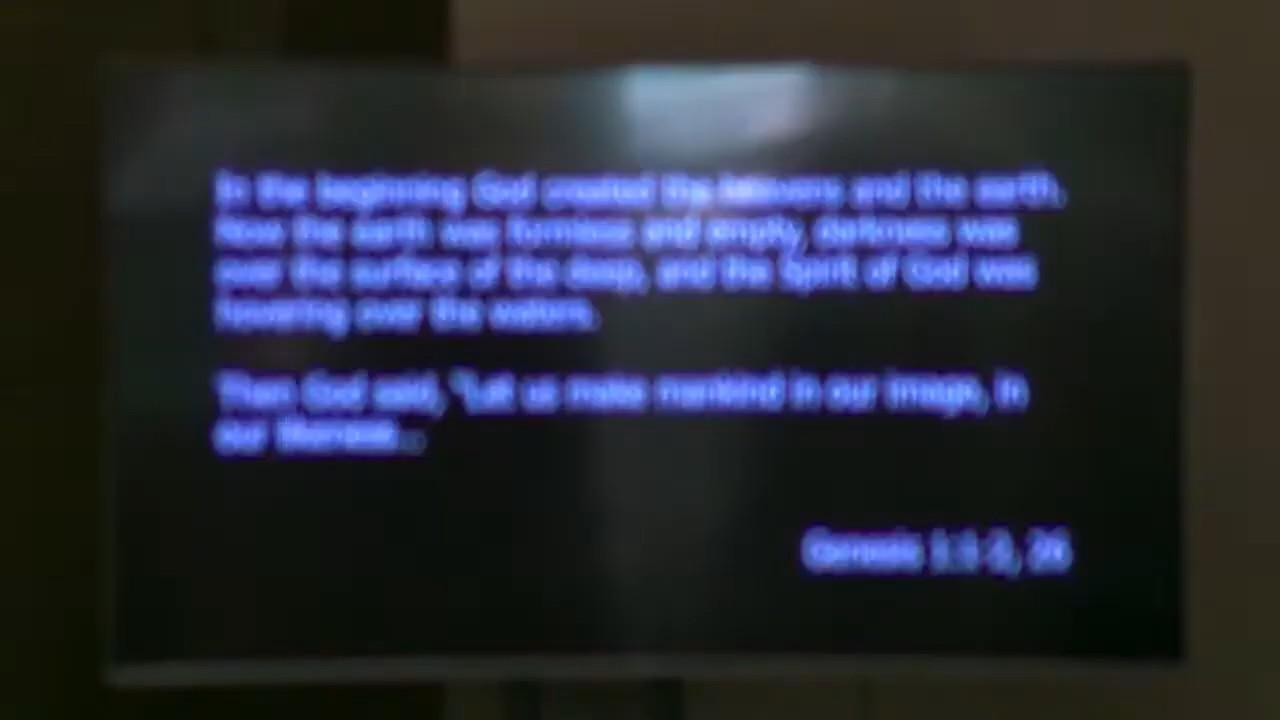 In the beginning God created the heavens and the earth.
Now the earth was formless and empty, darkness was
over the surface of the deep, and the Spirit of God was
hovering over the waters.
Then God said, "Let us make mankind in our image, in
our likeness...
Genesis 1:1-2, 26